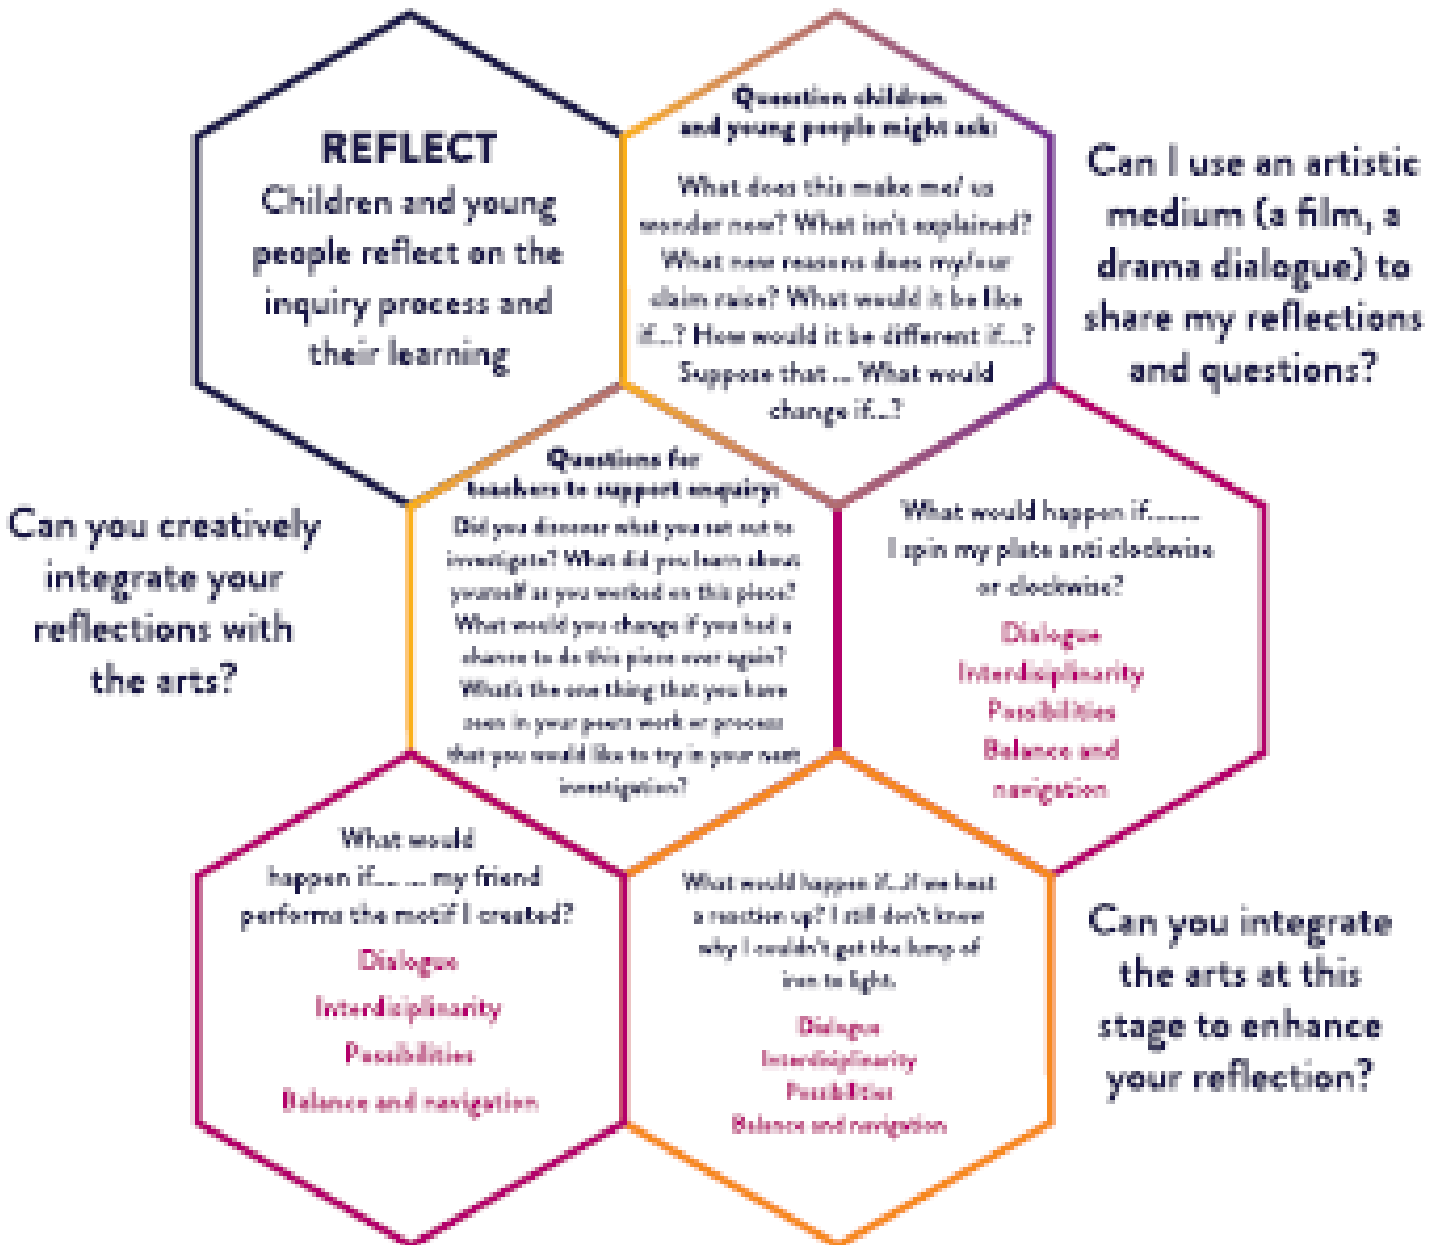 REFLECT
Children and young
people reflect on the
inquiry process and
their learning
Question children
and young people might ask:
What does this make me/ us
wonder now? What isn't explained?
What new reasons does my/our
claim raise? What would it be like
if...? How would it be different if...?
Suppose that ... What would
change if...?
Can I use an artistic
medium (a film, a
drama dialogue) to
share my reflections
and questions?
Can you creatively
integrate your
reflections with
the arts?
Questions for
teachers to support enquiry:
Did you discover what you set out to
investigate? What did you learn about
yourself as you worked on this piece?
What would you change if you had a
chance to do this piece over again?
What's the one thing that you have
seen in your peers work or process
that you would like to try in your next
investigation?
What would happen if.......
I spin my plate anti clockwise
or clockwise?
Dialogue
Interdisiplinarity
Possibilities
Balance and
navigation
What would
happen if... ... my friend
performs the motif I created?
Dialogue
Interdisiplinarity
Possibilities
Balance and navigation
What would happen if...if we heat
a reaction up? I still don't know
why I couldn't get the lump of
iron to light.
Dialogue
Interdisiplinarity
Possibilities
Balance and navigation
Can you integrate
the arts at this
stage to enhance
your reflection?